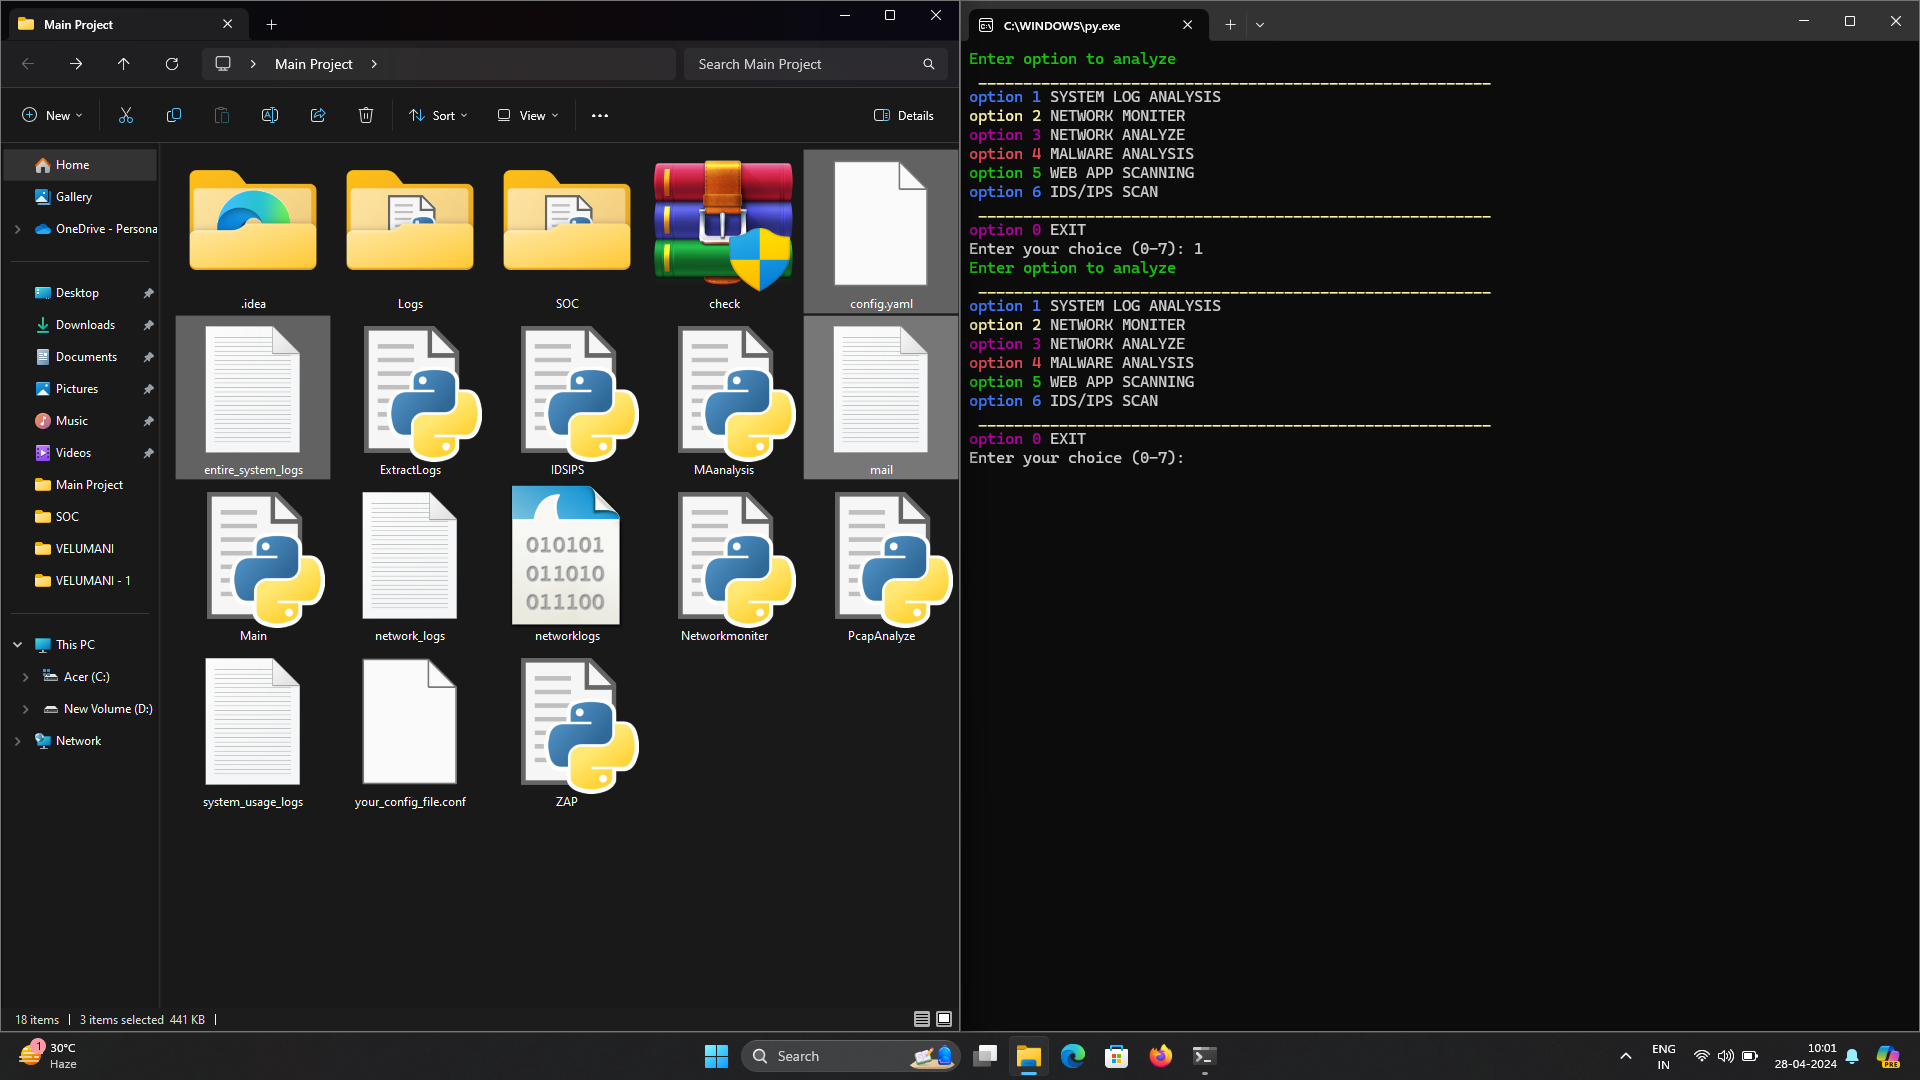 Main Project
Main Project
Search Main Project
New
Sort
View
Details
Home
Gallery
OneDrive - Persona
Desktop
Downloads
Documents
Pictures
Music
Videos
Main Project
SOC
VELUMANI
VELUMANI - 1
This PC
Acer (C:)
New Volume (D:)
Network
.idea
Logs
SOC
check
config.yaml
entire_system_logs
ExtractLogs
IDSIPS
MAanalysis
mail
Main
network_logs
010101
011010
011100
networklogs
Networkmoniter
PcapAnalyze
system_usage_logs
your_config_file.conf
ZAP
18 items
3 items selected 441 KB
C:\WINDOWS\py.exe
Enter option to analyze
_________________________________________________________
option 1 SYSTEM LOG ANALYSIS
option 2 NETWORK MONITER
option 3 NETWORK ANALYZE
option 4 MALWARE ANALYSIS
option 5 WEB APP SCANNING
option 6 IDS/IPS SCAN
_________________________________________________________
option 0 EXIT
Enter your choice (0-7): 1
Enter option to analyze
_________________________________________________________
option 1 SYSTEM LOG ANALYSIS
option 2 NETWORK MONITER
option 3 NETWORK ANALYZE
option 4 MALWARE ANALYSIS
option 5 WEB APP SCANNING
option 6 IDS/IPS SCAN
_________________________________________________________
option 0 EXIT
Enter your choice (0-7):
1
30°C
Haze
Search
ENG
IN
10:01
28-04-2024
PRE